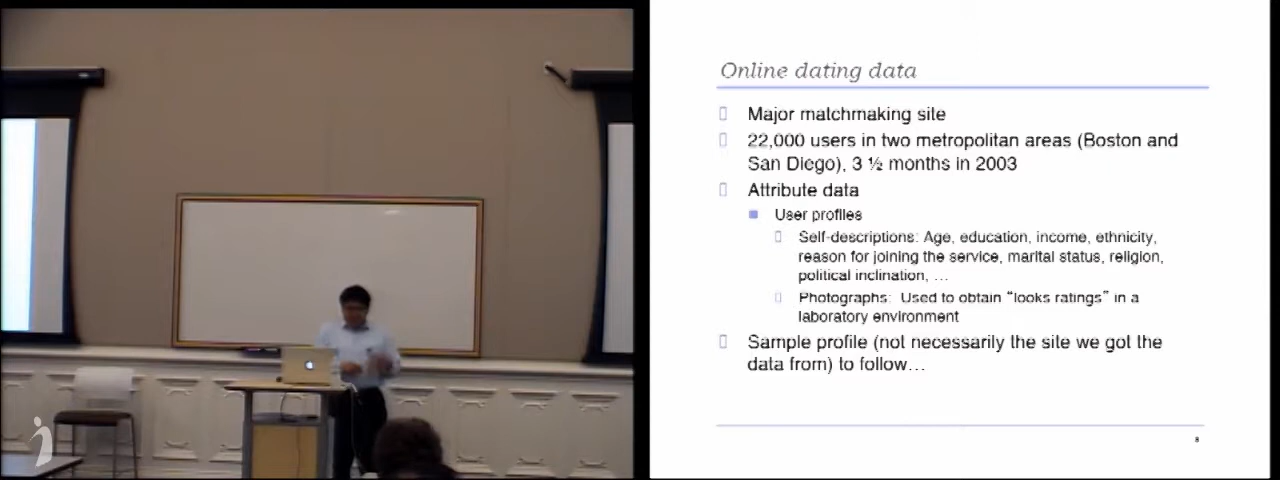 Online dating data
Major matchmaking site
22,000 users in two metropolitan areas (Boston and
San Diego), 3 ½ months in 2003
Attribute data
User profiles
Self-descriptions: Age, education, income, ethnicity,
reason for joining the service, marital status, religion,
political inclination, …
Photographs: Used to obtain “looks ratings” in a
laboratory environment
Sample profile (not necessarily the site we got the
data from) to follow…